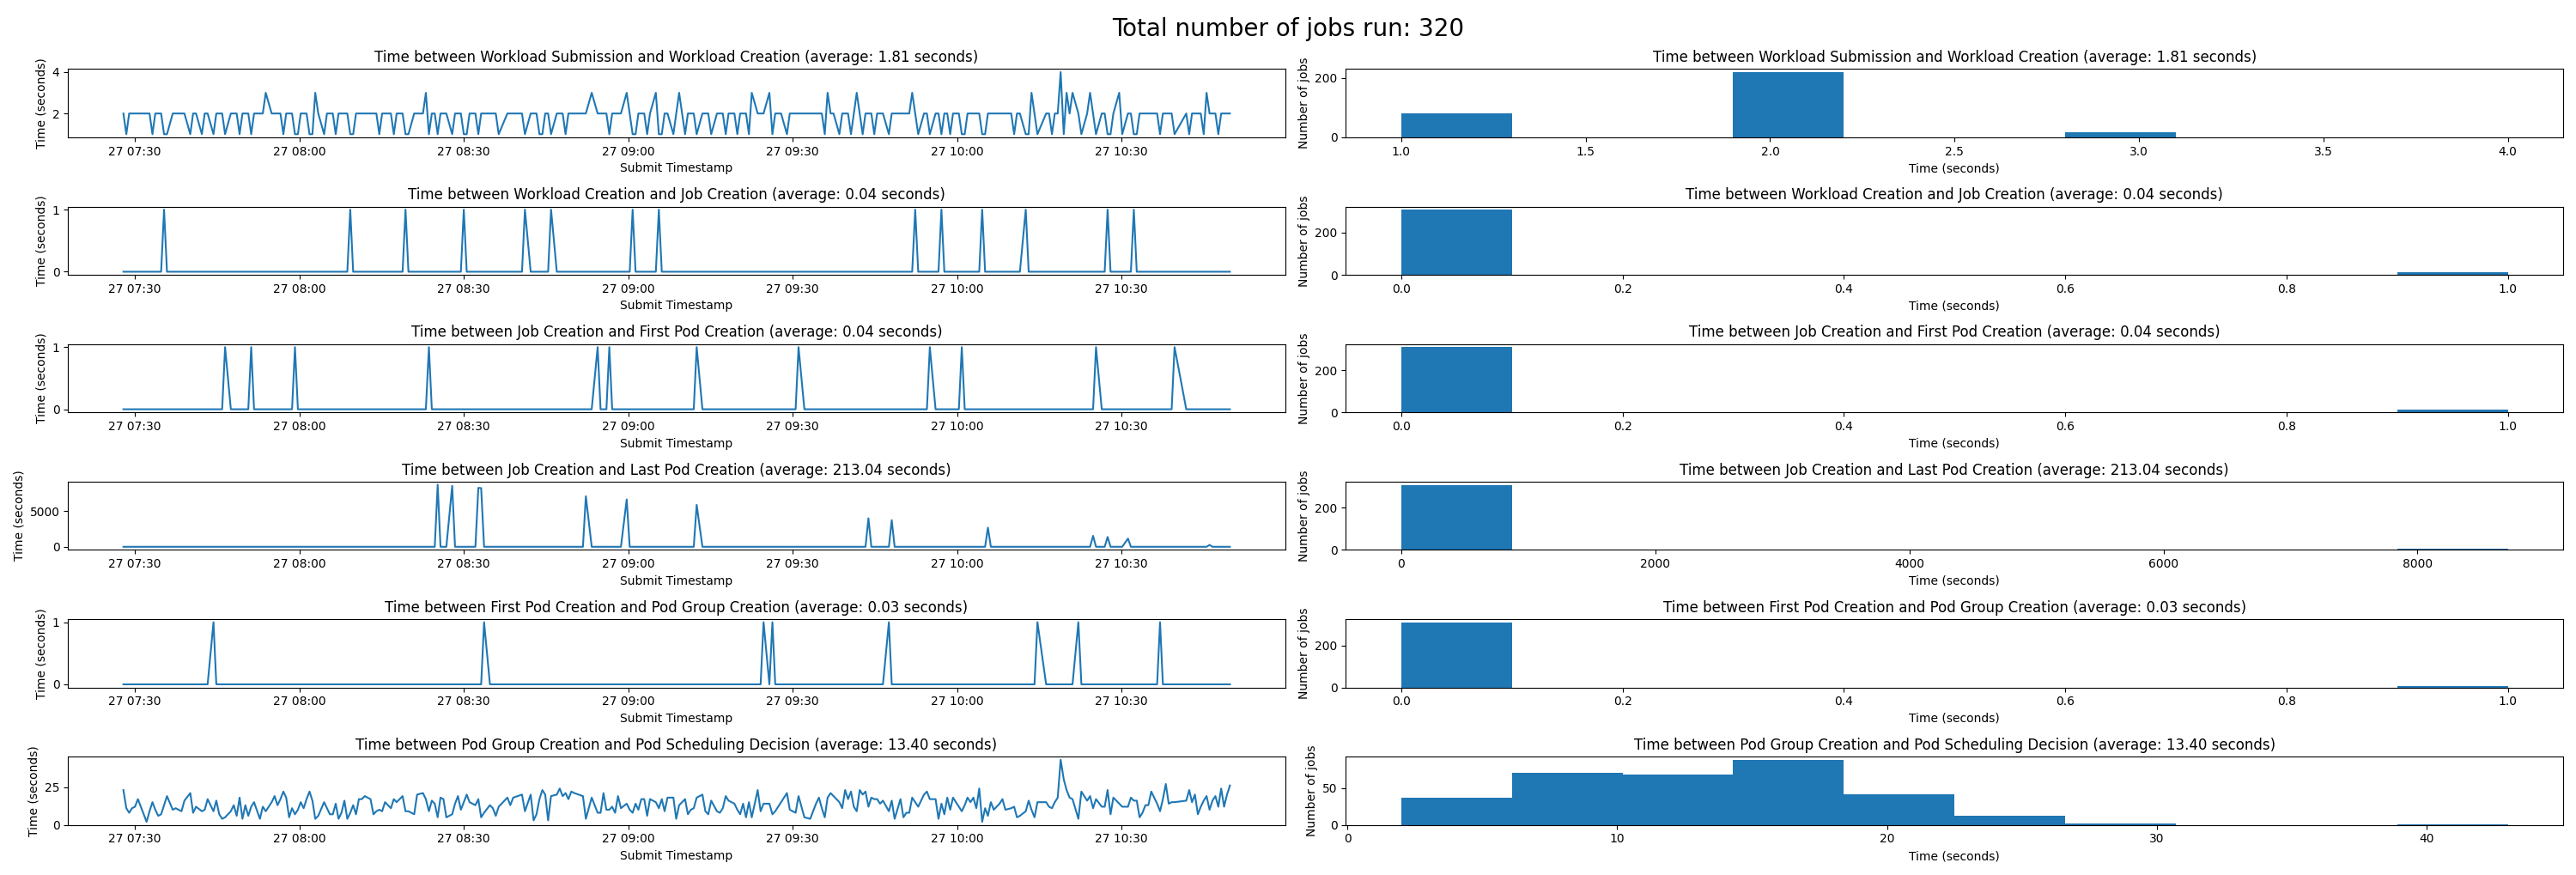 Total number of jobs run: 320
Time between Workload Submission and Workload Creation (average: 1.81 seconds)
Time (seconds)
4
2
27 07:30 27 08:00 27 08:30 27 09:00 27 09:30 27 10:00 27 10:30
Submit Timestamp
Time between Workload Submission and Workload Creation (average: 1.81 seconds)
Number of jobs
200
0
1.0 1.5 2.0 2.5 3.0 3.5 4.0
Time (seconds)
Time between Workload Creation and Job Creation (average: 0.04 seconds)
Time (seconds)
1
0
27 07:30 27 08:00 27 08:30 27 09:00 27 09:30 27 10:00 27 10:30
Submit Timestamp
Time between Workload Creation and Job Creation (average: 0.04 seconds)
Number of jobs
200
0
0.0 0.2 0.4 0.6 0.8 1.0
Time (seconds)
Time between Job Creation and First Pod Creation (average: 0.04 seconds)
Time (seconds)
1
0
27 07:30 27 08:00 27 08:30 27 09:00 27 09:30 27 10:00 27 10:30
Submit Timestamp
Time between Job Creation and First Pod Creation (average: 0.04 seconds)
Number of jobs
200
0
0.0 0.2 0.4 0.6 0.8 1.0
Time (seconds)
Time between Job Creation and Last Pod Creation (average: 213.04 seconds)
Time (seconds)
5000
0
27 07:30 27 08:00 27 08:30 27 09:00 27 09:30 27 10:00 27 10:30
Submit Timestamp
Time between Job Creation and Last Pod Creation (average: 213.04 seconds)
Number of jobs
200
0
0 2000 4000 6000 8000
Time (seconds)
Time between First Pod Creation and Pod Group Creation (average: 0.03 seconds)
Time (seconds)
1
0
27 07:30 27 08:00 27 08:30 27 09:00 27 09:30 27 10:00 27 10:30
Submit Timestamp
Time between First Pod Creation and Pod Group Creation (average: 0.03 seconds)
Number of jobs
200
0
0.0 0.2 0.4 0.6 0.8 1.0
Time (seconds)
Time between Pod Group Creation and Pod Scheduling Decision (average: 13.40 seconds)
Time (seconds)
25
0
27 07:30 27 08:00 27 08:30 27 09:00 27 09:30 27 10:00 27 10:30
Submit Timestamp
Time between Pod Group Creation and Pod Scheduling Decision (average: 13.40 seconds)
Number of jobs
50
0
0 10 20 30 40
Time (seconds)